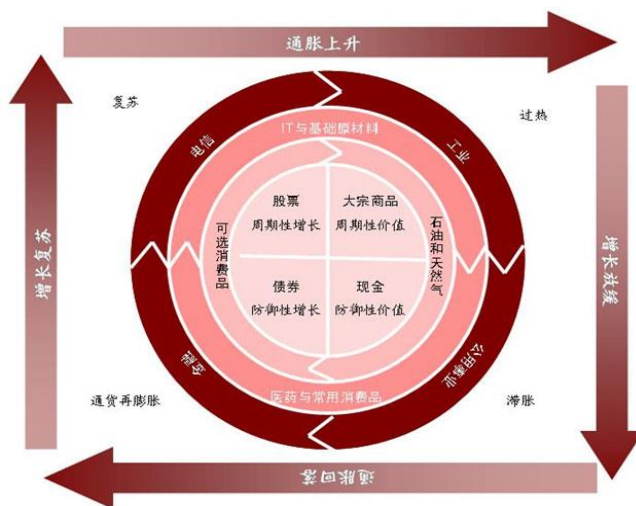 通胀上升
复苏
过热
电信
IT与基础原材料
工业
股票
周期性增长
大宗商品
周期性价值
可选消费品
石油和天然气
增长复苏
增长放缓
债券
防御性增长
现金
防御性价值
金融
公用事业
医药与常用消费品
通货再膨胀
滞胀
通胀回落